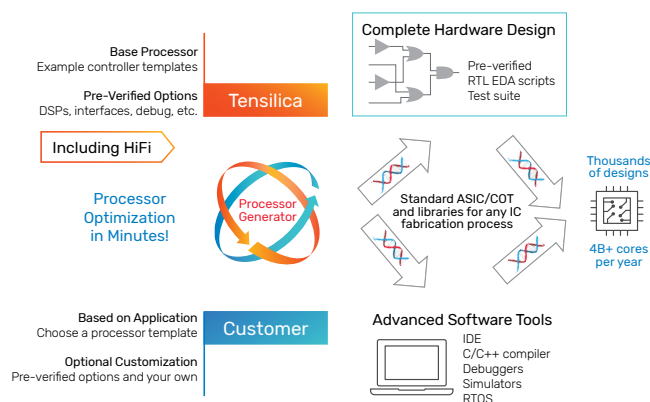 Base Processor
Example controller templates
Pre-Verified Options
DSPs, interfaces, debug, etc.
Tensilica
Including HiFi
Processor
Optimization
in Minutes!
Processor
Generator
Based on Application
Choose a processor template
Customer
Optional Customization
Pre-verified options and your own
Complete Hardware Design
Pre-verified
RTL EDA scripts
Test suite
Standard ASIC/COT
and libraries for any IC
fabrication process
Thousands
of designs
4B+ cores
per year
Advanced Software Tools
IDE
C/C++ compiler
Debuggers
Simulators
RTOS